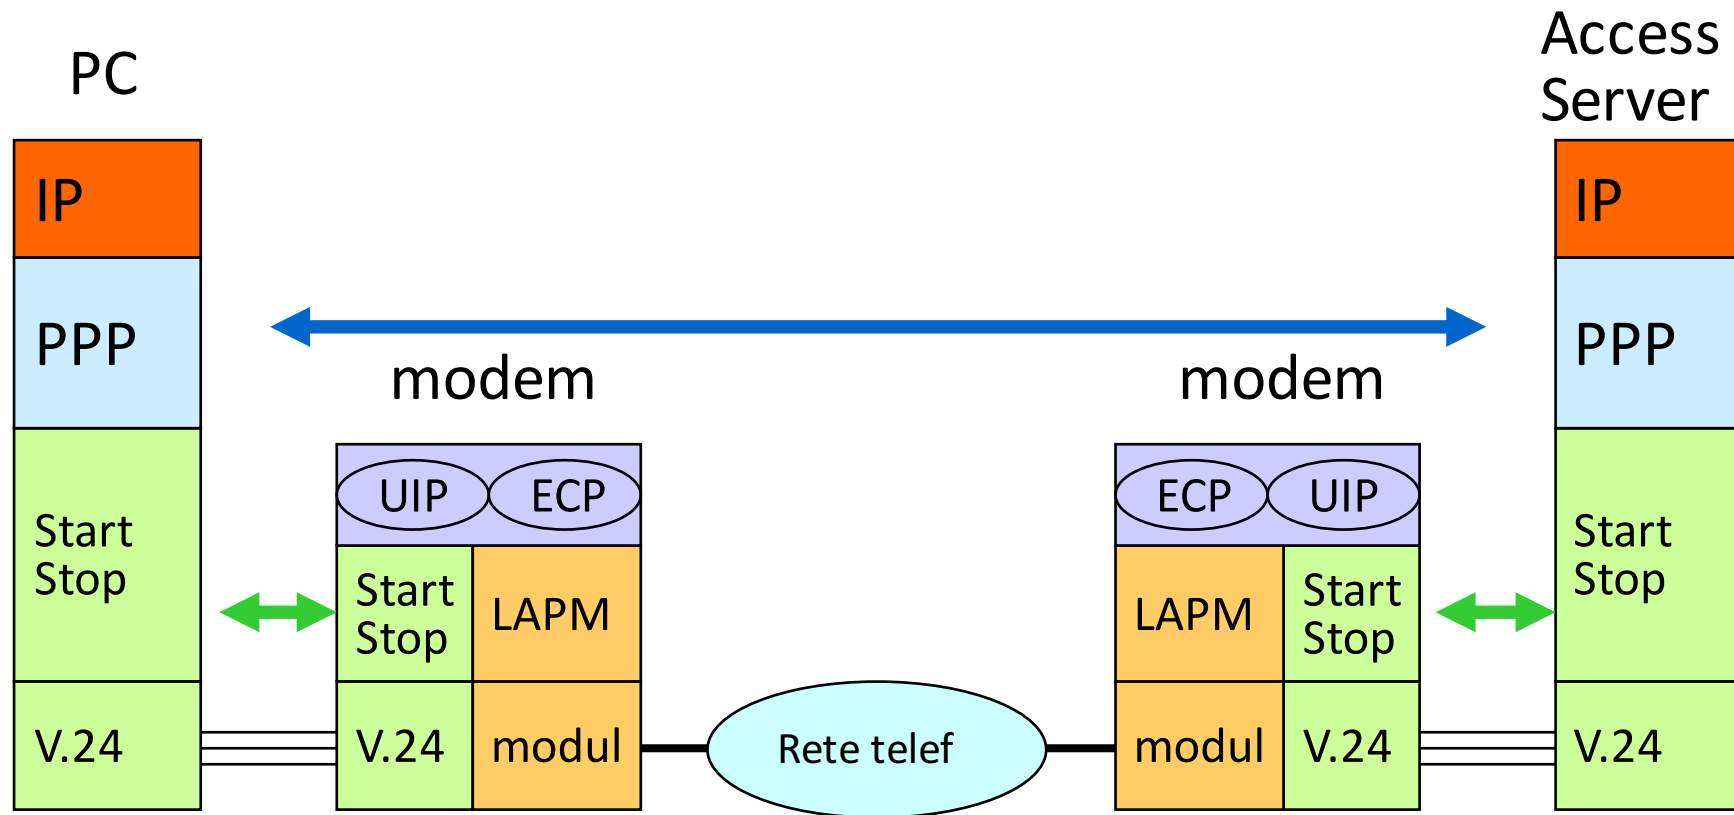 PC
Access
Server
IP
IP
PPP
PPP
modem
modem
UIP
ECP
ECP
UIP
Start
Stop
Start
Stop
LAPM
LAPM
Start
Stop
Start
Stop
V.24
V.24
modul
Rete telef
modul
V.24
V.24